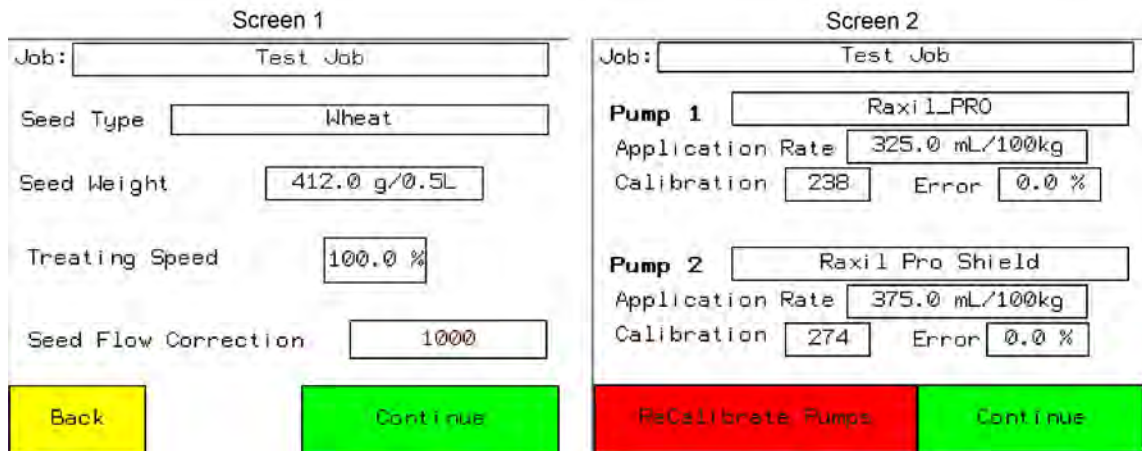 Screen 1
Job: Test Job
Seed Type Wheat
Seed Weight 412.0 g/0.5L
Treating Speed 100.0 %
Seed Flow Correction 1000
Back Continue
Screen 2
Job: Test Job
Pump 1 Raxil_PRO
Application Rate 325.0 mL/100kg
Calibration 238 Error 0.0 %
Pump 2 Raxil Pro Shield
Application Rate 375.0 mL/100kg
Calibration 274 Error 0.0 %
ReCalibrate Pumps Continue